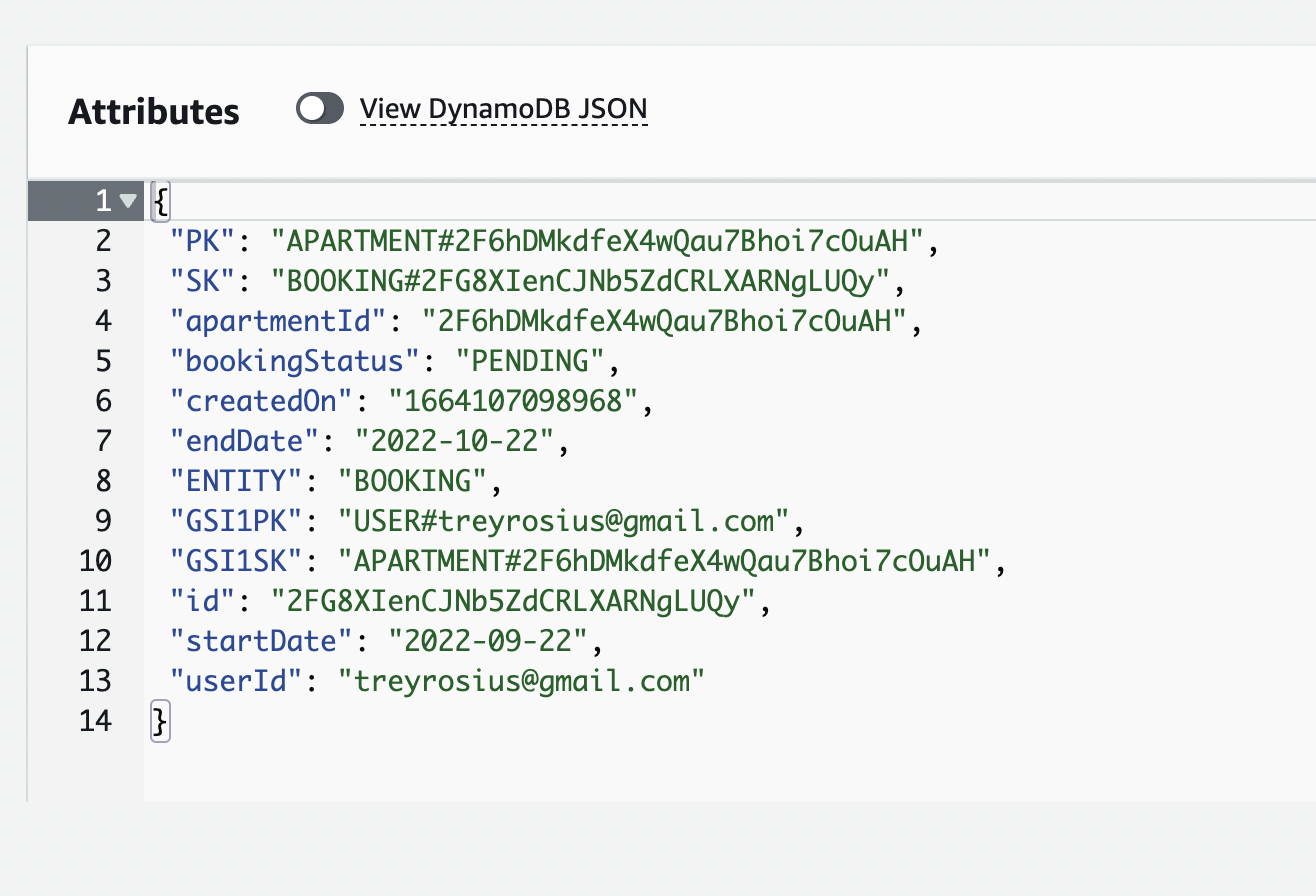 Attributes View DynamoDB JSON
1 {
2 "PK": "APARTMENT#2F6hDMkdfeX4wQau7Bhoi7cOuAH",
3 "SK": "BOOKING#2FG8XIenCJNb5ZdCRLXARNgLUQy",
4 "apartmentId": "2F6hDMkdfeX4wQau7Bhoi7cOuAH",
5 "bookingStatus": "PENDING",
6 "createdOn": "1664107098968",
7 "endDate": "2022-10-22",
8 "ENTITY": "BOOKING",
9 "GSI1PK": "USER#treyrosius@gmail.com",
10 "GSI1SK": "APARTMENT#2F6hDMkdfeX4wQau7Bhoi7cOuAH",
11 "id": "2FG8XIenCJNb5ZdCRLXARNgLUQy",
12 "startDate": "2022-09-22",
13 "userId": "treyrosius@gmail.com"
14 }